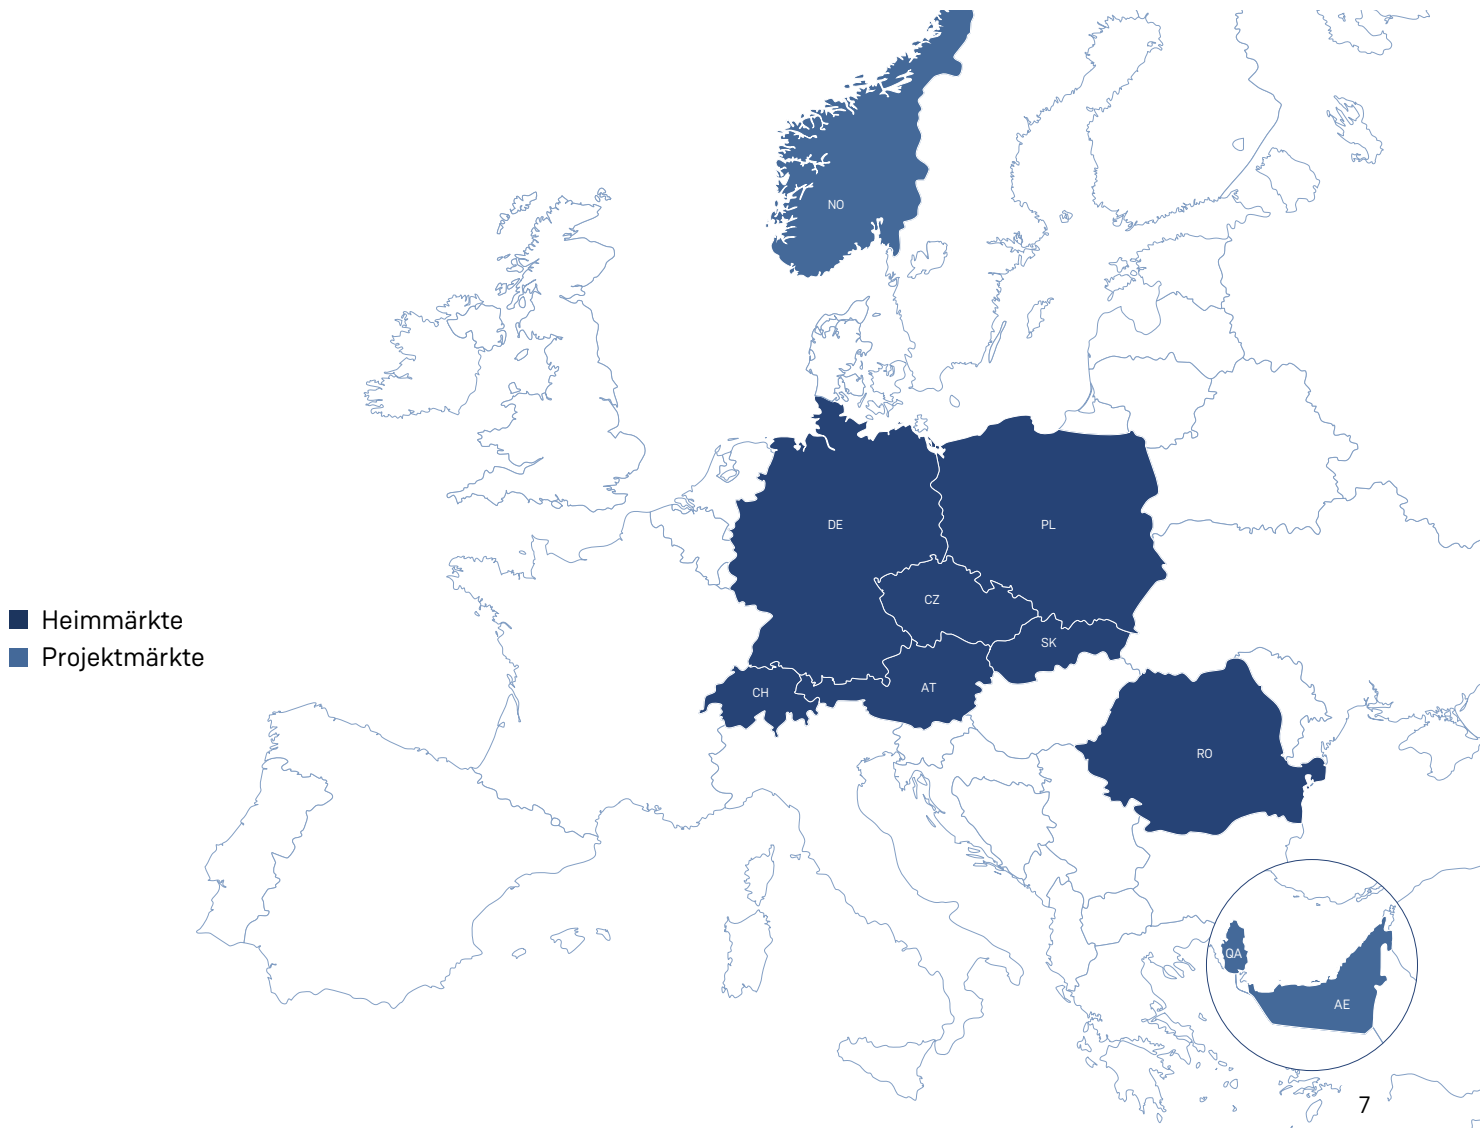 NO
DE
PL
CZ
Heimmärkte
SK
Projektmärkte
CH
AT
RO
QA
AE
7